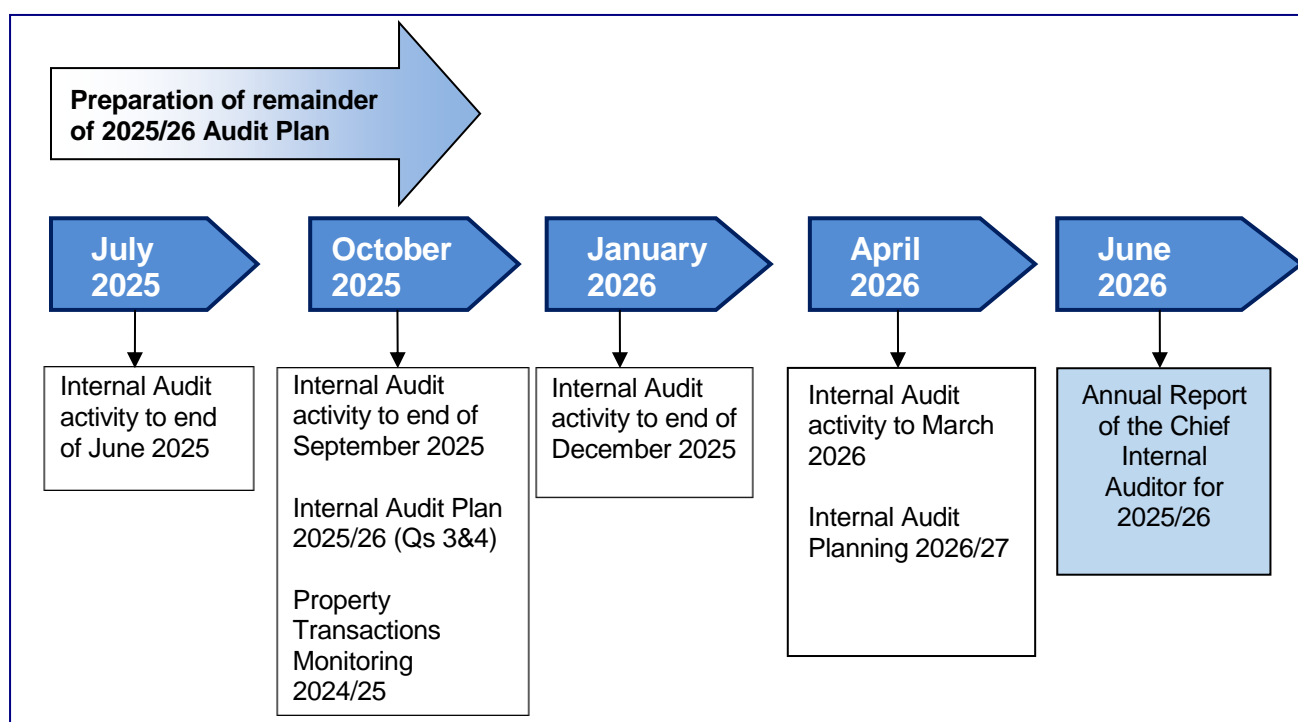 Preparation of remainder
of 2025/26 Audit Plan
July
2025
October
2025
January
2026
April
2026
June
2026
Internal Audit
activity to end
of June 2025
Internal Audit
activity to end of
September 2025
Internal Audit Plan
2025/26 (Qs 3&4)
Property
Transactions
Monitoring
2024/25
Internal Audit
activity to end of
December 2025
Internal Audit
activity to March
2026
Internal Audit
Planning 2026/27
Annual Report
of the Chief
Internal
Auditor for
2025/26